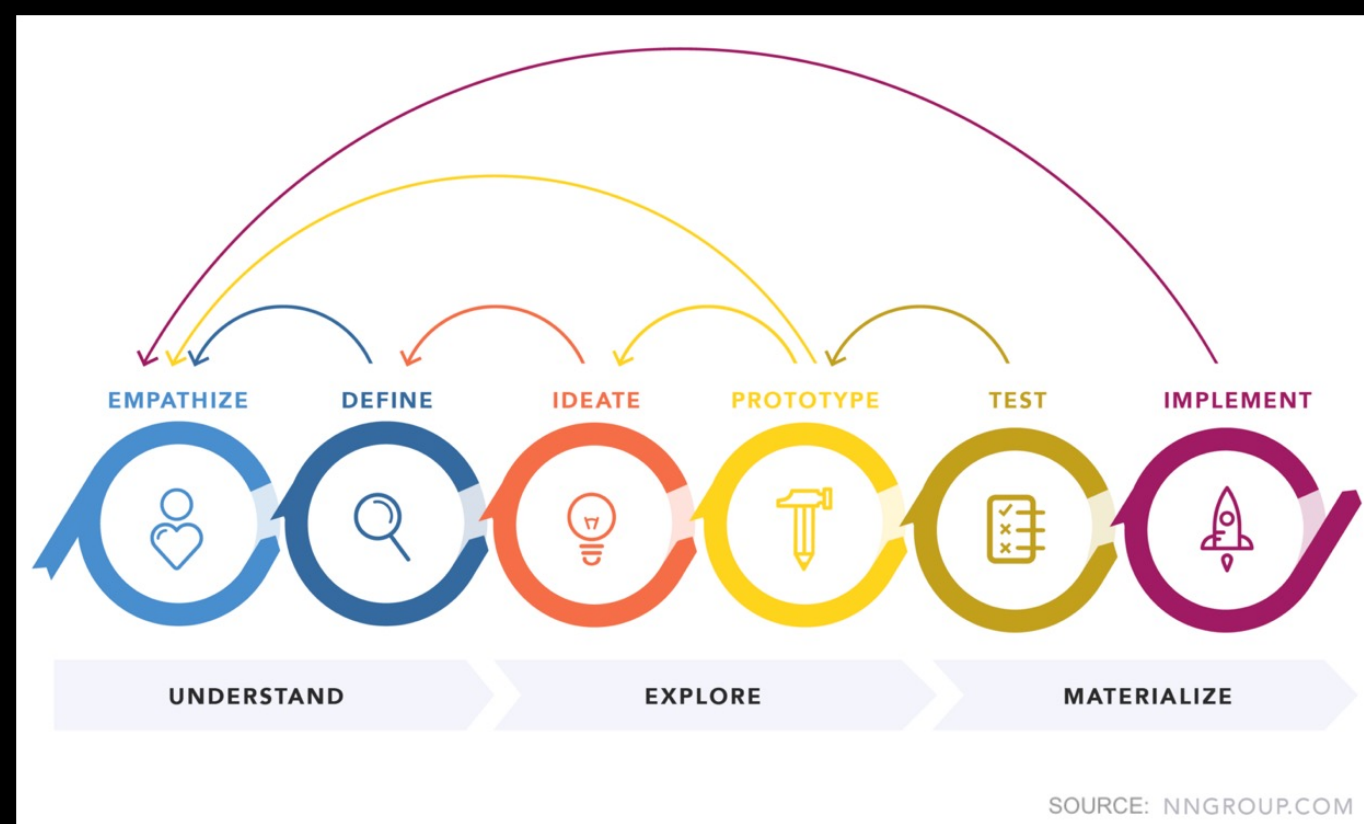 EMPATHIZE DEFINE IDEATE PROTOTYPE TEST IMPLEMENT
UNDERSTAND EXPLORE MATERIALIZE
SOURCE: NNGROUP.COM